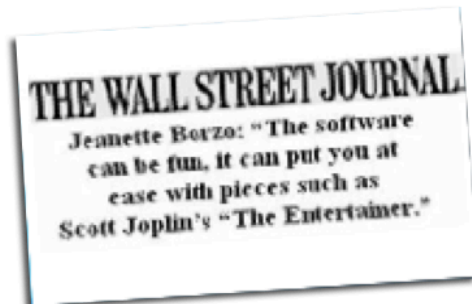 THE WALL STREET JOURNAL.
Jeanette Borzo: "The software
can be fun, it can put you at
ease with pieces such as
Scott Joplin's "The Entertainer."